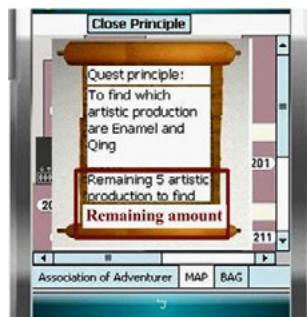 Close Principle
Quest principle:
To find which
artistic production
are Enamel and
Qing
201
Remaining 5 artistic
production to find
20
Remaining amount
211
Association of Adventurer MAP BAG